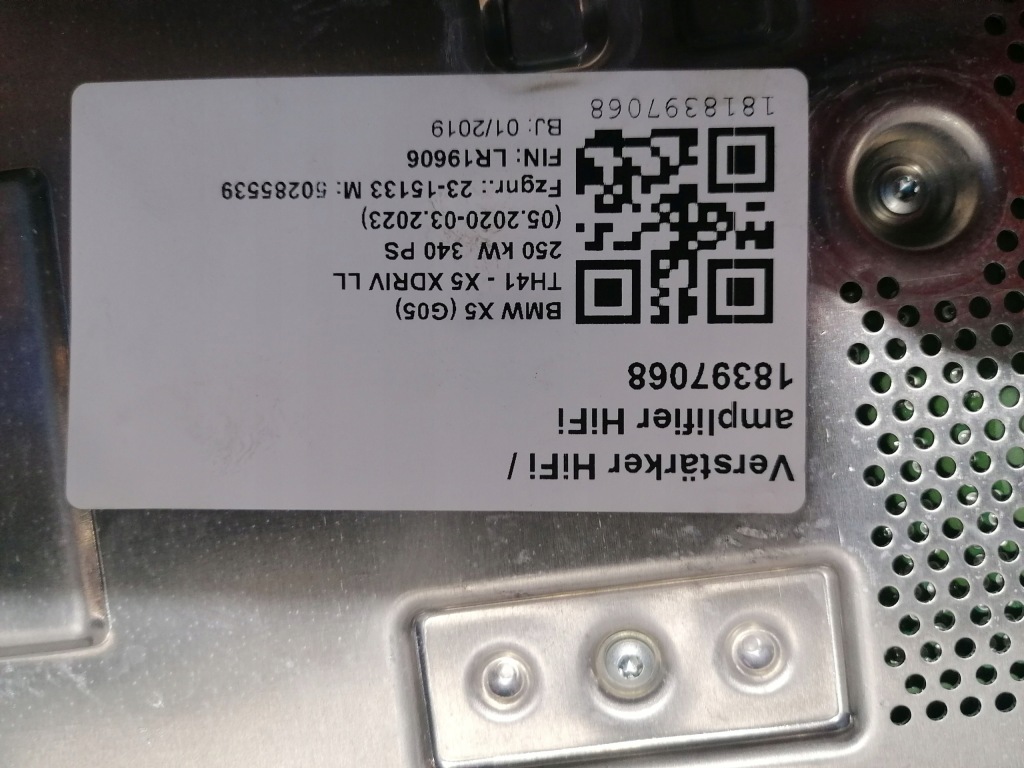 Verstärker HiFi /
amplifier HiFi
18397068
BMW X5 (G05)
TH41 - X5 XDRIV LL
250 kW 340 PS
(05.2020-03.2023)
Fzgnr.: 23-15133 M: 50285539
FIN: LR19606
BJ: 01/2019
1818397068